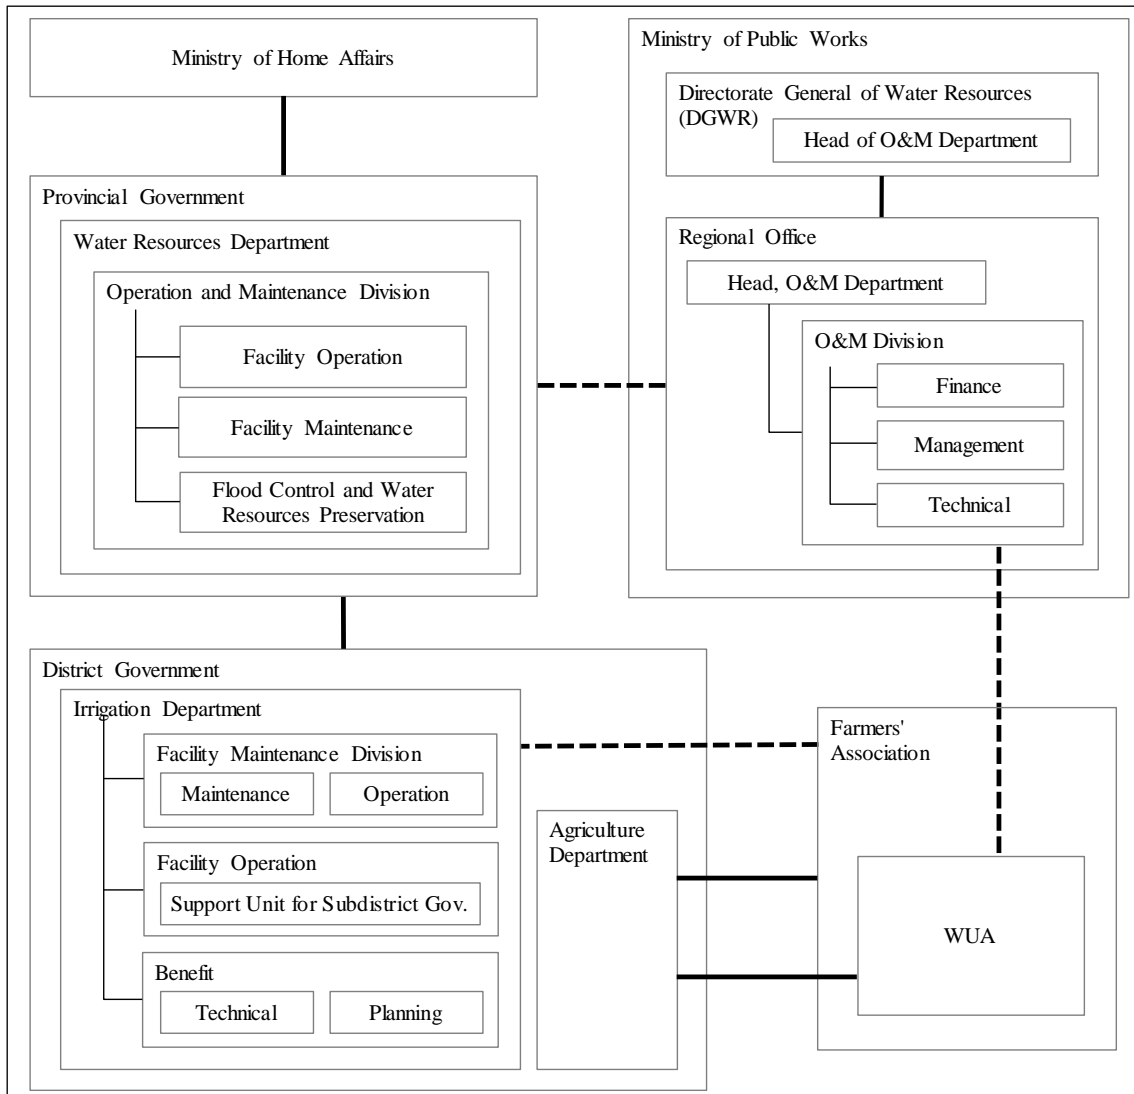 Ministry of Home Affairs
Ministry of Public Works
Directorate General of Water Resources
(DGWR)
Head of O&M Department
Provincial Government
Water Resources Department
Operation and Maintenance Division
Facility Operation
Facility Maintenance
Flood Control and Water
Resources Preservation
Regional Office
Head, O&M Department
O&M Division
Finance
Management
Technical
District Government
Irrigation Department
Facility Maintenance Division
Maintenance
Operation
Facility Operation
Support Unit for Subdistrict Gov.
Benefit
Technical
Planning
Agriculture
Department
Farmers'
Association
WUA